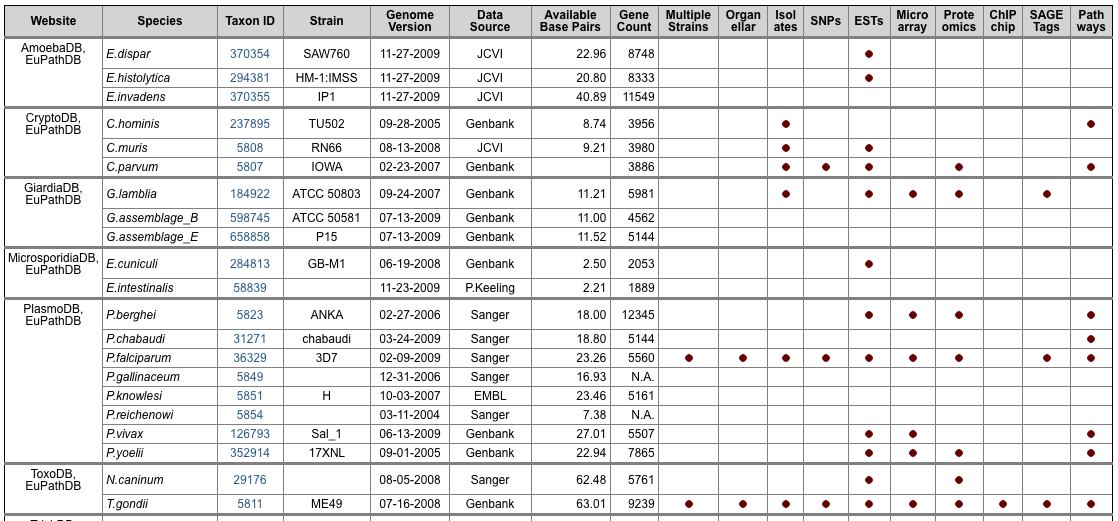 Website Species Taxon ID Strain Genome Version Data Source Available Base Pairs Gene Count Multiple Strains Organ ellar Isol ates SNPs ESTs Micro array Prote omics ChIP chip SAGE Tags Path ways
AmoebaDB, EuPathDB E.dispar 370354 SAW760 11-27-2009 JCVI 22.96 8748 ●
E.histolytica 294381 HM-1:IMSS 11-27-2009 JCVI 20.80 8333 ●
E.invadens 370355 IP1 11-27-2009 JCVI 40.89 11549
CryptoDB, EuPathDB C.hominis 237895 TU502 09-28-2005 Genbank 8.74 3956 ● ●
C.muris 5808 RN66 08-13-2008 JCVI 9.21 3980 ● ●
C.parvum 5807 IOWA 02-23-2007 Genbank 3886 ● ● ● ● ●
GiardiaDB, EuPathDB G.lamblia 184922 ATCC 50803 09-24-2007 Genbank 11.21 5981 ● ● ● ● ●
G.assemblage_B 598745 ATCC 50581 07-13-2009 Genbank 11.00 4562
G.assemblage_E 658858 P15 07-13-2009 Genbank 11.52 5144
MicrosporidiaDB, EuPathDB E.cuniculi 284813 GB-M1 06-19-2008 Genbank 2.50 2053 ●
E.intestinalis 58839 11-23-2009 P.Keeling 2.21 1889
PlasmoDB, EuPathDB P.berghei 5823 ANKA 02-27-2006 Sanger 18.00 12345 ● ● ● ●
P.chabaudi 31271 chabaudi 03-24-2009 Sanger 18.80 5144 ●
P.falciparum 36329 3D7 02-09-2009 Sanger 23.26 5560 ● ● ● ● ● ● ● ● ●
P.gallinaceum 5849 12-31-2006 Sanger 16.93 N.A.
P.knowlesi 5851 H 10-03-2007 EMBL 23.46 5161
P.reichenowi 5854 03-11-2004 Sanger 7.38 N.A.
P.vivax 126793 Sal_1 06-13-2009 Genbank 27.01 5507 ● ● ●
P.yoelii 352914 17XNL 09-01-2005 Genbank 22.94 7865 ● ● ● ●
ToxoDB, EuPathDB N.caninum 29176 08-05-2008 Sanger 62.48 5761 ● ●
T.gondii 5811 ME49 07-16-2008 Genbank 63.01 9239 ● ● ● ● ● ● ● ● ● ●